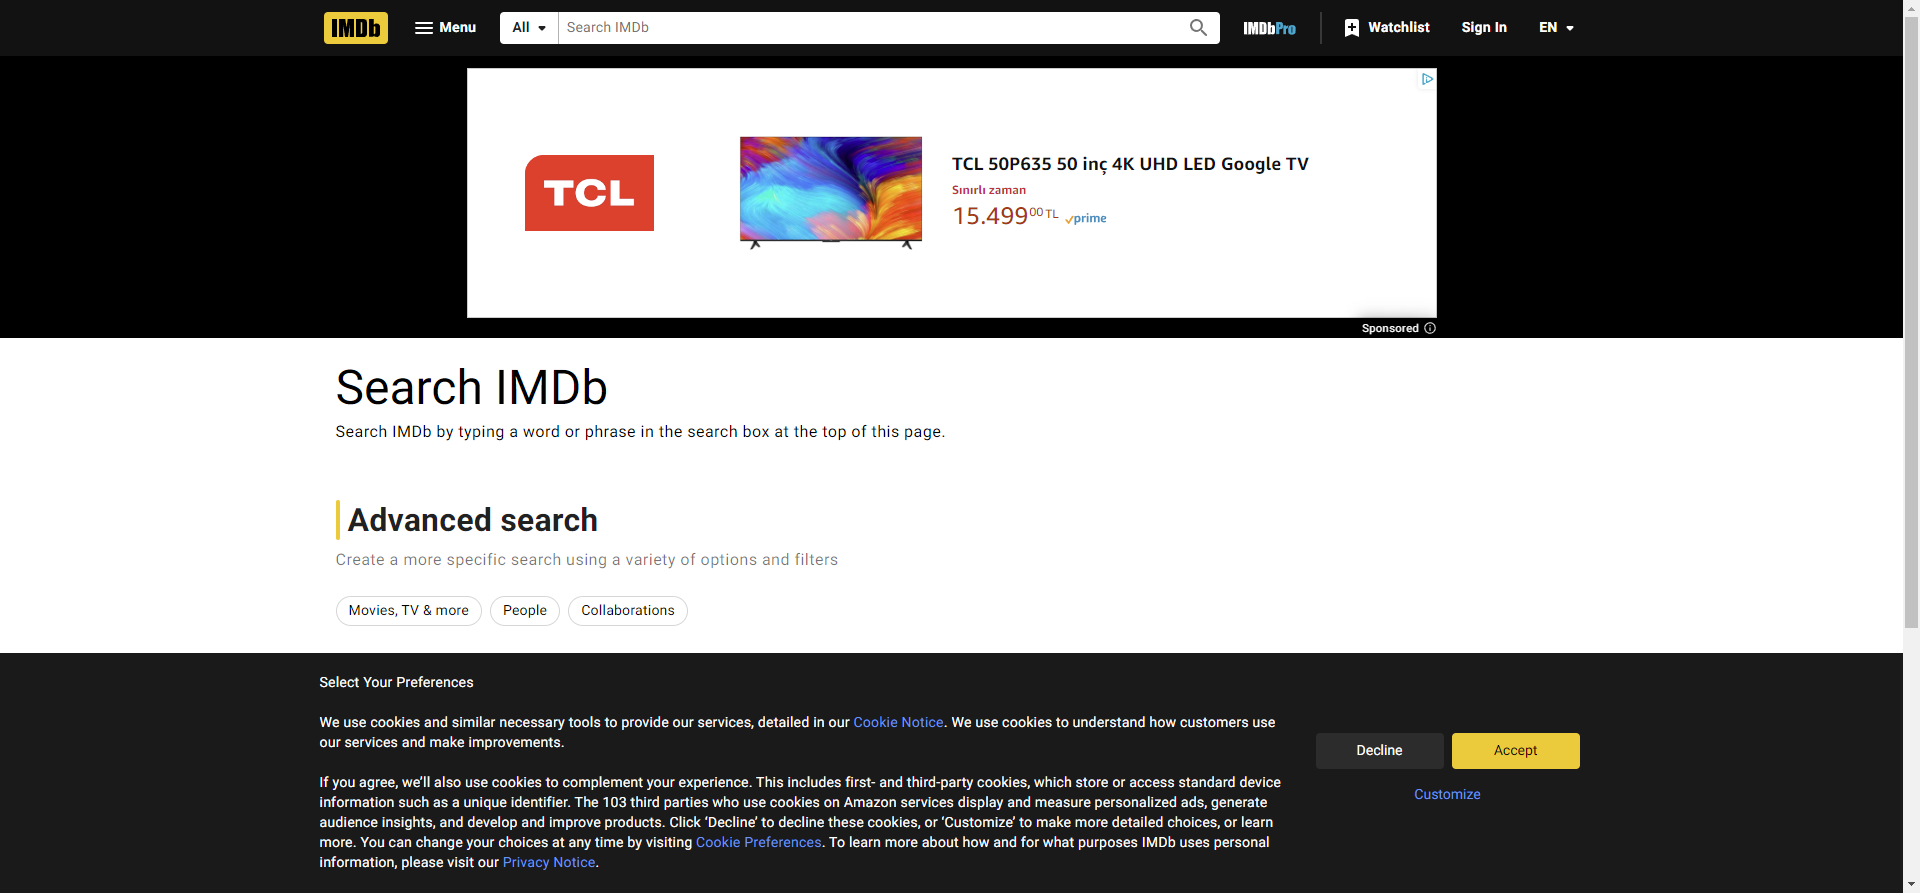 IMDb
Menu
All
Search IMDb
IMDbPro
Watchlist
Sign In
EN
TCL
TCL 50P635 50 inç 4K UHD LED Google TV
Sınırlı zaman
15.499⁰⁰ TL prime
Sponsored
Search IMDb
Search IMDb by typing a word or phrase in the search box at the top of this page.
Advanced search
Create a more specific search using a variety of options and filters
Movies, TV & more
People
Collaborations
Select Your Preferences
We use cookies and similar necessary tools to provide our services, detailed in our Cookie Notice. We use cookies to understand how customers use
our services and make improvements.
If you agree, we’ll also use cookies to complement your experience. This includes first- and third-party cookies, which store or access standard device
information such as a unique identifier. The 103 third parties who use cookies on Amazon services display and measure personalized ads, generate
audience insights, and develop and improve products. Click ‘Decline’ to decline these cookies, or ‘Customize’ to make more detailed choices, or learn
more. You can change your choices at any time by visiting Cookie Preferences. To learn more about how and for what purposes IMDb uses personal
information, please visit our Privacy Notice.
Decline
Accept
Customize